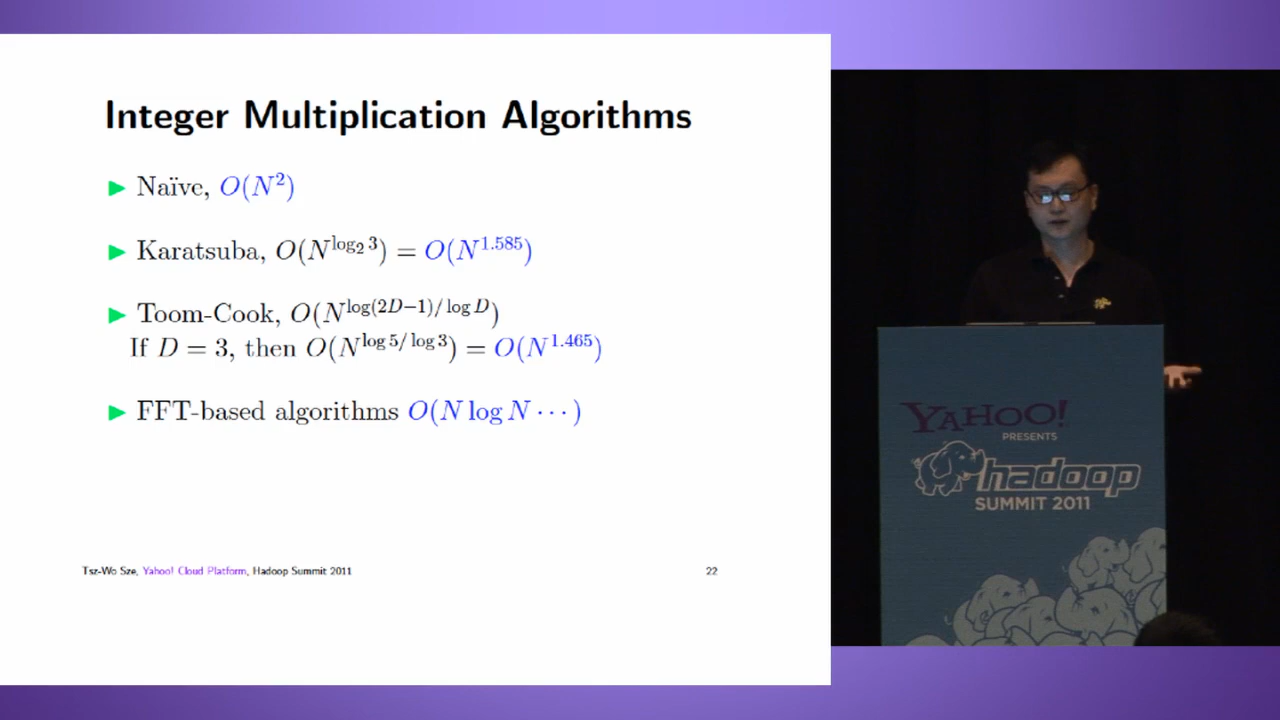 Integer Multiplication Algorithms
▶ Naïve, O(N²)
▶ Karatsuba, O(N^{log₂ 3}) = O(N^{1.585})
▶ Toom-Cook, O(N^{log(2D−1)/ log D})
If D = 3, then O(N^{log 5/ log 3}) = O(N^{1.465})
▶ FFT-based algorithms O(N log N ⋯)
Tsz-Wo Sze, Yahoo! Cloud Platform, Hadoop Summit 2011
22
YAHOO!
PRESENTS
hadoop
SUMMIT 2011